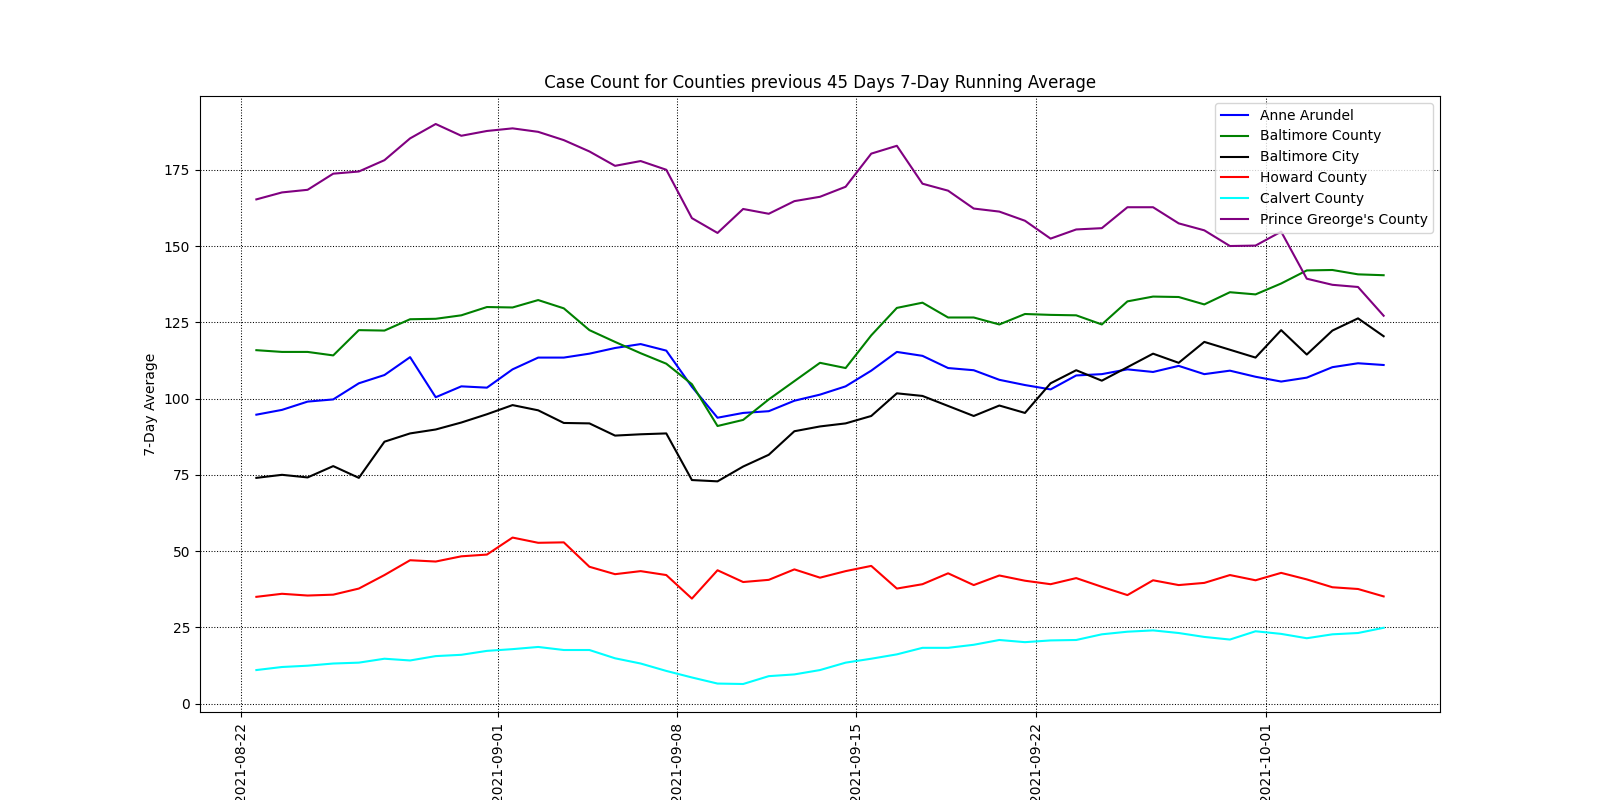 Case Count for Counties previous 45 Days 7-Day Running Average
Anne Arundel
Baltimore County
Baltimore City
Howard County
Calvert County
Prince Greorge's County
7-Day Average
175
150
125
100
75
50
25
0
2021-08-22
2021-09-01
2021-09-08
2021-09-15
2021-09-22
2021-10-01